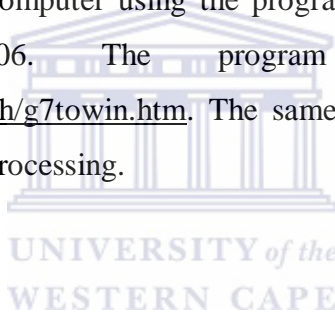 omputer using the progra
06. The program
h/g7towin.htm. The same
rocessing.
UNIVERSITY of the
WESTERN CAPE